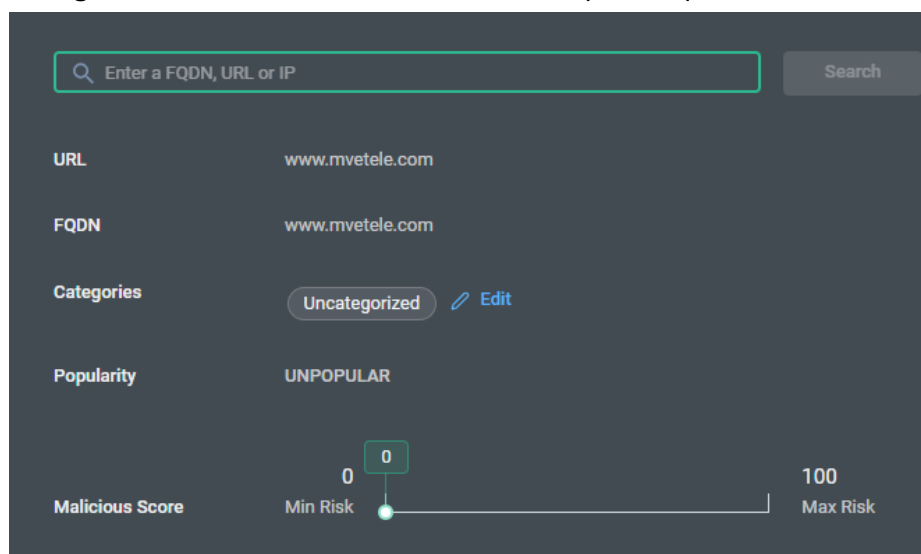 Enter a FQDN, URL or IP
Search
URL www.mvetele.com
FQDN www.mvetele.com
Categories Uncategorized Edit
Popularity UNPOPULAR
0
0 100
Malicious Score Min Risk Max Risk